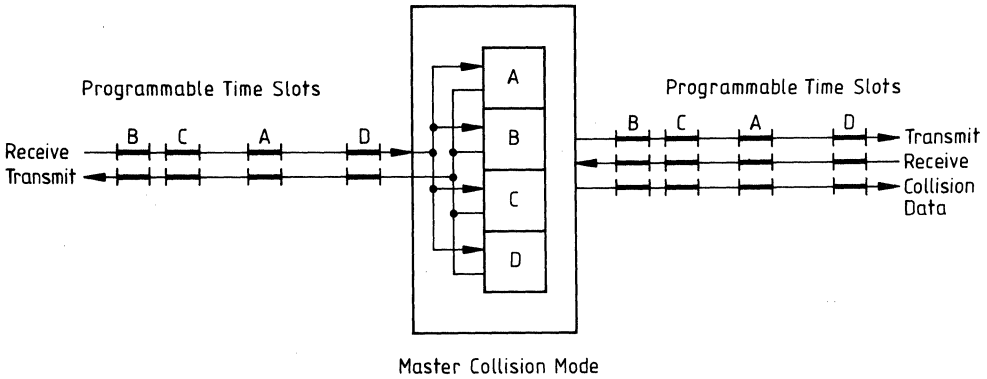 Programmable Time Slots
B C A D
Receive
Transmit
A
B
C
D
Programmable Time Slots
B C A D
Transmit
Receive
Collision
Data
Master Collision Mode